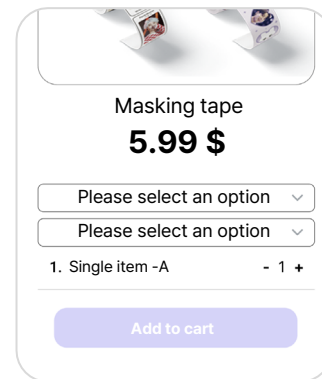 Masking tape
5.99 $
Please select an option
Please select an option
1. Single item -A - 1 +
Add to cart